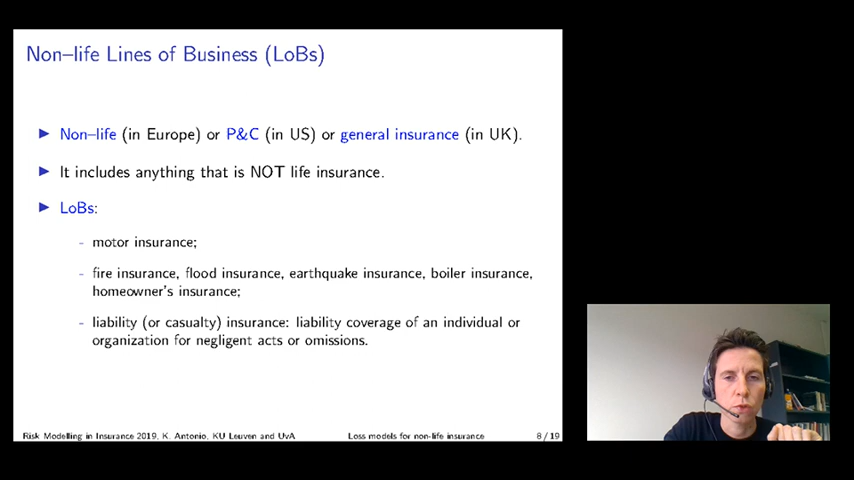 Non–life Lines of Business (LoBs)
Non–life (in Europe) or P&C (in US) or general insurance (in UK).
It includes anything that is NOT life insurance.
LoBs:
- motor insurance;
- fire insurance, flood insurance, earthquake insurance, boiler insurance,
homeowner's insurance;
- liability (or casualty) insurance: liability coverage of an individual or
organization for negligent acts or omissions.
Risk Modelling in Insurance 2019, K. Antonio, KU Leuven and UvA Loss models for non-life insurance 8 / 19